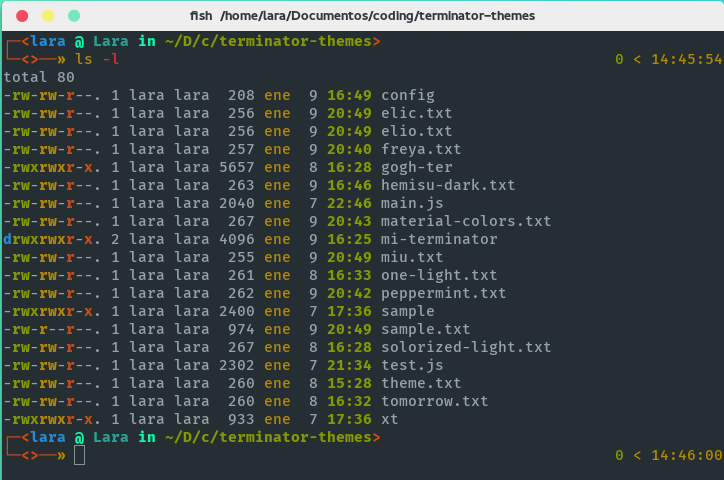 fish /home/lara/Documentos/coding/terminator-themes
┌─<lara @ Lara in ~/D/c/terminator-themes>
└─<>──» ls -l 0 < 14:45:54
total 80
-rw-rw-r--. 1 lara lara  208 ene  9 16:49 config
-rw-rw-r--. 1 lara lara  256 ene  9 20:49 elic.txt
-rw-rw-r--. 1 lara lara  256 ene  9 20:49 elio.txt
-rw-rw-r--. 1 lara lara  257 ene  9 20:40 freya.txt
-rwxrwxr-x. 1 lara lara 5657 ene  8 16:28 gogh-ter
-rw-rw-r--. 1 lara lara  263 ene  9 16:46 hemisu-dark.txt
-rw-rw-r--. 1 lara lara 2040 ene  7 22:46 main.js
-rw-rw-r--. 1 lara lara  267 ene  9 20:43 material-colors.txt
drwxrwxr-x. 2 lara lara 4096 ene  9 16:25 mi-terminator
-rw-rw-r--. 1 lara lara  255 ene  9 20:49 miu.txt
-rw-rw-r--. 1 lara lara  261 ene  8 16:33 one-light.txt
-rw-rw-r--. 1 lara lara  262 ene  9 20:42 peppermint.txt
-rwxrwxr-x. 1 lara lara 2400 ene  7 17:36 sample
-rw-r--r--. 1 lara lara  974 ene  9 20:49 sample.txt
-rw-rw-r--. 1 lara lara  267 ene  8 16:28 solorized-light.txt
-rw-rw-r--. 1 lara lara 2302 ene  7 21:34 test.js
-rw-rw-r--. 1 lara lara  260 ene  8 15:28 theme.txt
-rw-rw-r--. 1 lara lara  260 ene  8 16:32 tomorrow.txt
-rwxrwxr-x. 1 lara lara  933 ene  7 17:36 xt
┌─<lara @ Lara in ~/D/c/terminator-themes>
└─<>──» 0 < 14:46:00